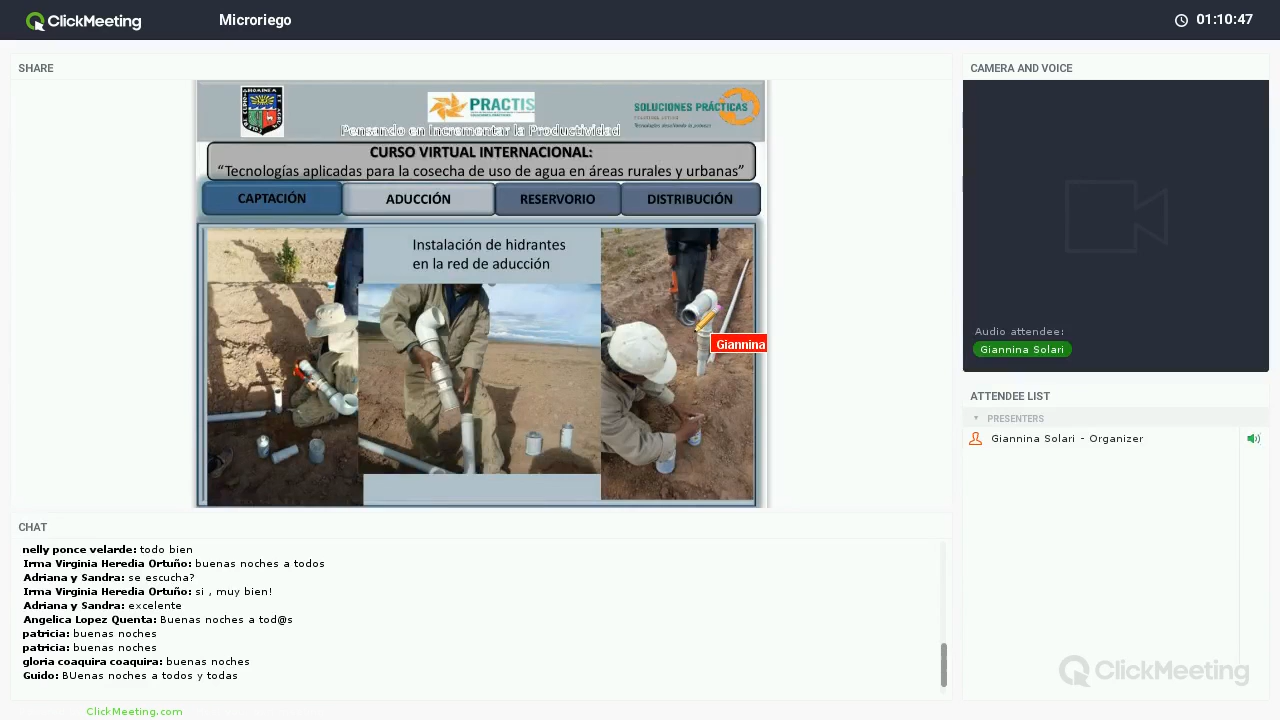 ClickMeeting
Microriego
01:10:47
SHARE
PRACTIS
SOLUCIONES PRÁCTICAS
Pensando en Incrementar la Productividad
CURSO VIRTUAL INTERNACIONAL:
“Tecnologías aplicadas para la cosecha de uso de agua en áreas rurales y urbanas”
CAPTACIÓN
ADUCCIÓN
RESERVORIO
DISTRIBUCIÓN
Instalación de hidrantes
en la red de aducción
Giannina
CAMERA AND VOICE
Audio attendee:
Giannina Solari
ATTENDEE LIST
PRESENTERS
Giannina Solari - Organizer
CHAT
nelly ponce velarde: todo bien
Irma Virginia Heredia Ortuño: buenas noches a todos
Adriana y Sandra: se escucha?
Irma Virginia Heredia Ortuño: si , muy bien!
Adriana y Sandra: excelente
Angelica Lopez Quenta: Buenas noches a tod@s
patricia: buenas noches
patricia: buenas noches
gloria coaquira coaquira: buenas noches
Guido: BUenas noches a todos y todas
ClickMeeting
ClickMeeting.com